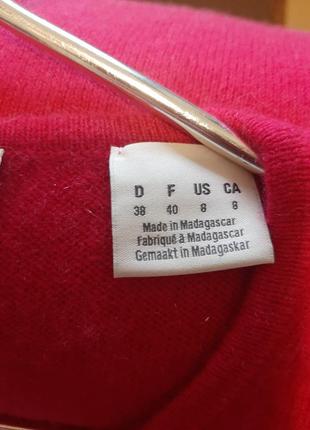 D F US CA
38 40 8 8
Made in Madagascar
Fabriqué à Madagascar
Gemaakt in Madagaskar